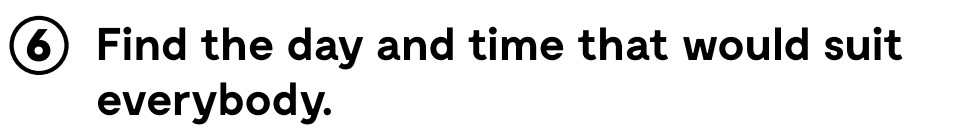 6 Find the day and time that would suit
everybody.